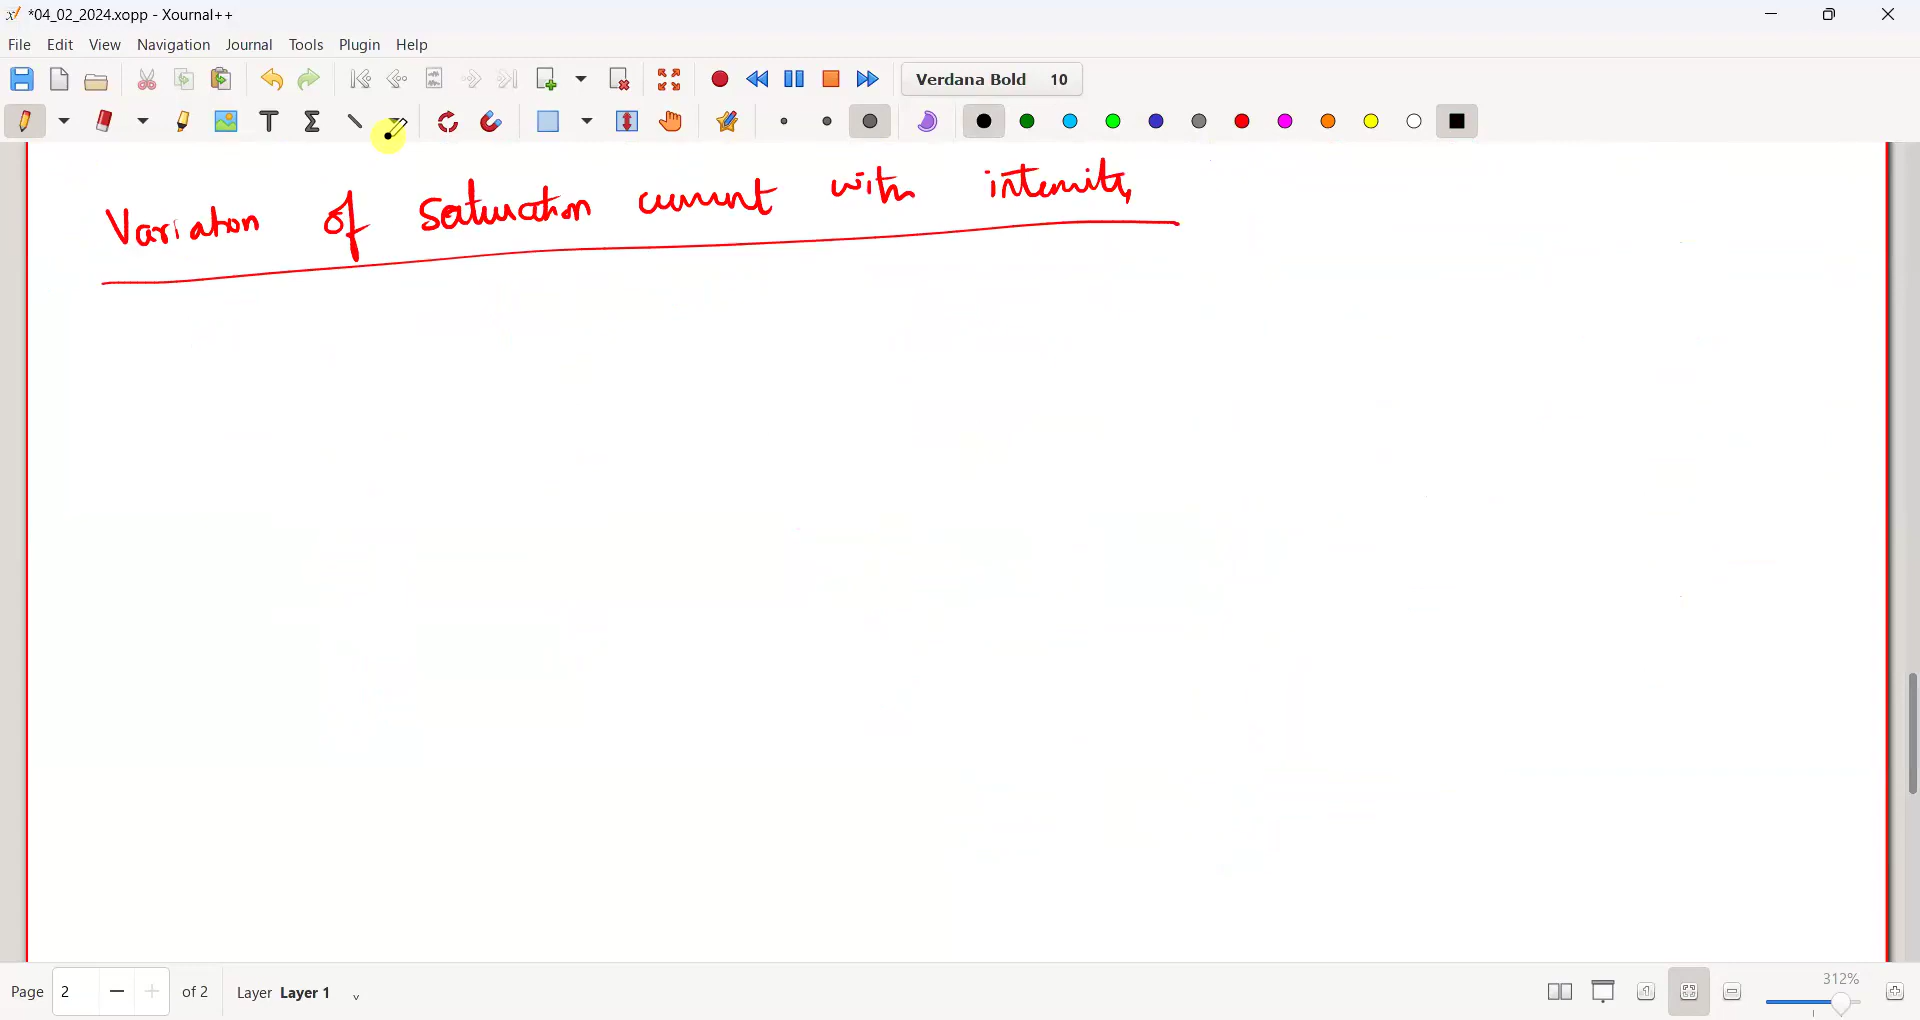 *04_02_2024.xopp - Xournal++
File Edit View Navigation Journal Tools Plugin Help
Verdana Bold 10
Variation of saturation current with intensity
Page 2 of 2 Layer Layer 1 312%